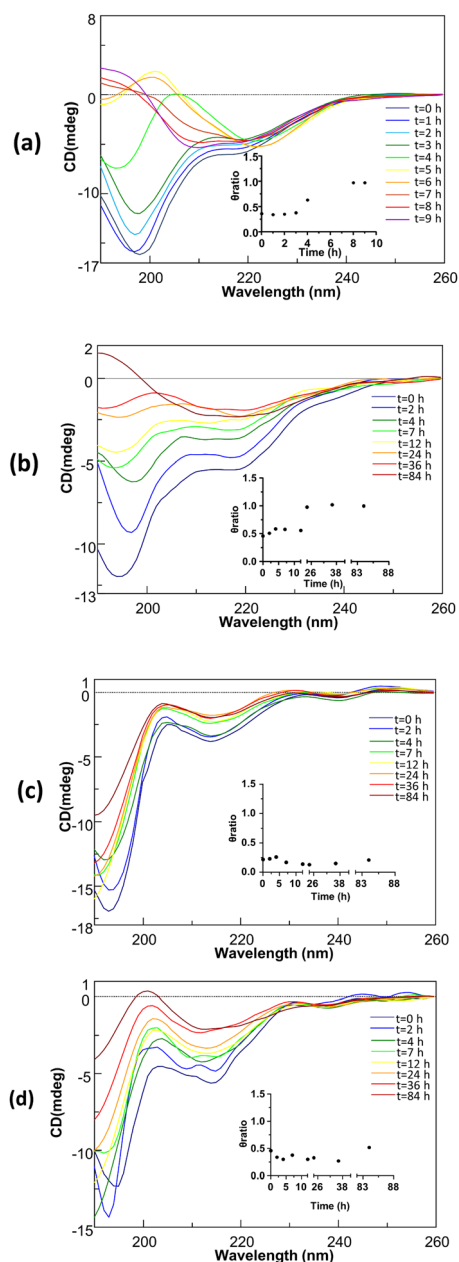 (a)
8
0
-10
-17
CD(mdeg)
200
220
240
260
Wavelength (nm)
t=0 h
t=1 h
t=2 h
t=3 h
t=4 h
t=5 h
t=6 h
t=7 h
t=8 h
t=9 h
1.5
1.0
0.5
0.0
θratio
0 2 4 6 8 10
Time (h)
(b)
2
0
-5
-10
-13
CD(mdeg)
200
220
240
260
Wavelength (nm)
t=0 h
t=2 h
t=4 h
t=7 h
t=12 h
t=24 h
t=36 h
t=84 h
1.5
1.0
0.5
0.0
θratio
0 5 10 26 38 83 88
Time (h)
(c)
1
0
-5
-10
-15
-18
CD(mdeg)
200
220
240
260
Wavelength (nm)
t=0 h
t=2 h
t=4 h
t=7 h
t=12 h
t=24 h
t=36 h
t=84 h
1.5
1.0
0.5
0.0
θratio
0 5 10 26 38 83 88
Time (h)
(d)
1
0
-5
-10
-15
CD(mdeg)
200
220
240
260
Wavelength (nm)
t=0 h
t=2 h
t=4 h
t=7 h
t=12 h
t=24 h
t=36 h
t=84 h
1.5
1.0
0.5
0.0
θratio
0 5 10 26 38 83 88
Time (h)